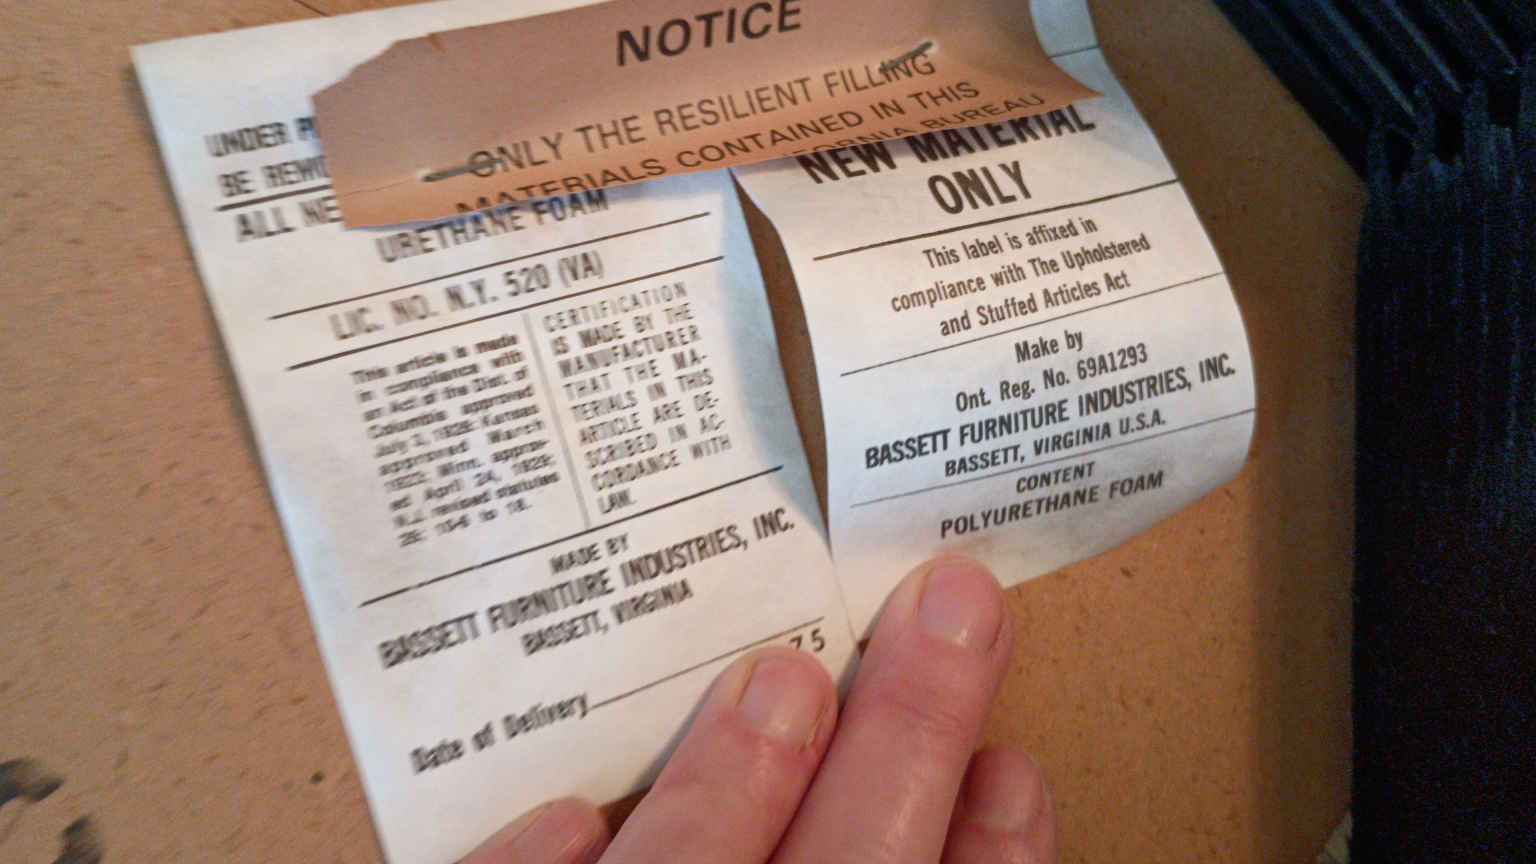 NOTICE
ONLY THE RESILIENT FILLING
MATERIALS CONTAINED IN THIS
BUREAU
UNDER
BE
ALL
URETHANE FOAM
LIC. NO. N.Y. 520 (VA)
This article is made
in compliance with
an Act of the Dist. of
Columbia approved
July 3, 1926; Kansas
approved March
1923; Minn. approv-
ed April 24, 1929;
N.J. revised statutes
26: 10-6 to 18.
CERTIFICATION
IS MADE BY THE
MANUFACTURER
THAT THE MA-
TERIALS IN THIS
ARTICLE ARE DE-
SCRIBED IN AC-
CORDANCE WITH
LAW.
MADE BY
BASSETT FURNITURE INDUSTRIES, INC.
BASSETT, VIRGINIA
7 5
Date of Delivery
NEW MATERIAL
ONLY
This label is affixed in
compliance with The Upholstered
and Stuffed Articles Act
Make by
Ont. Reg. No. 69A1293
BASSETT FURNITURE INDUSTRIES, INC.
BASSETT, VIRGINIA U.S.A.
CONTENT
POLYURETHANE FOAM